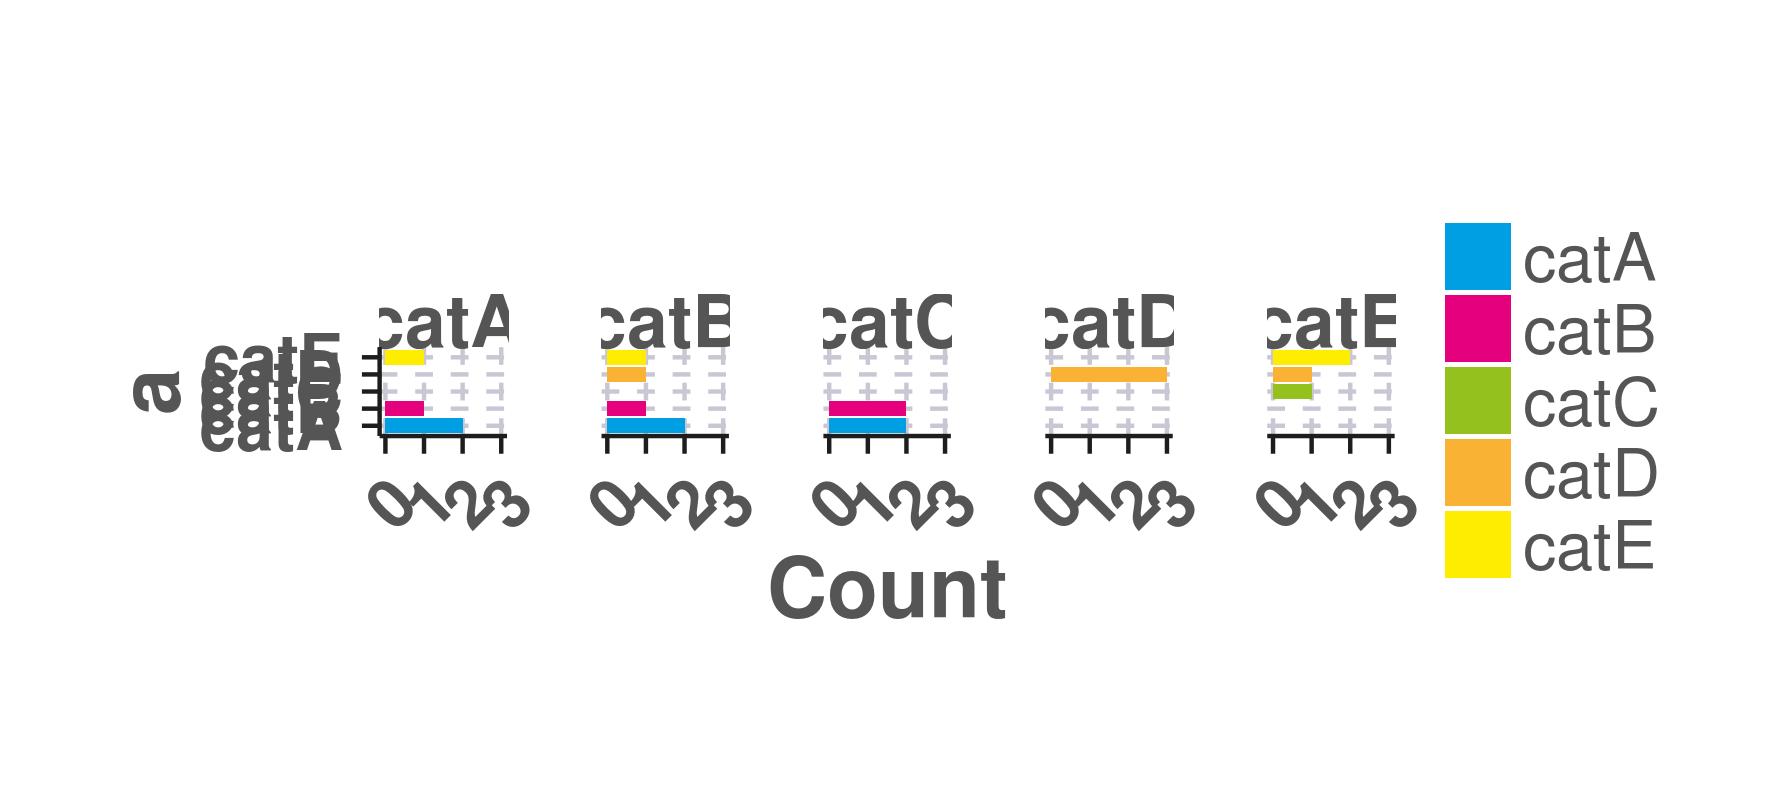 catA catB catC catD catE
a
catE
catD
catC
catB
catA
0 1 2 3
0 1 2 3
0 1 2 3
0 1 2 3
0 1 2 3
Count
catA
catB
catC
catD
catE